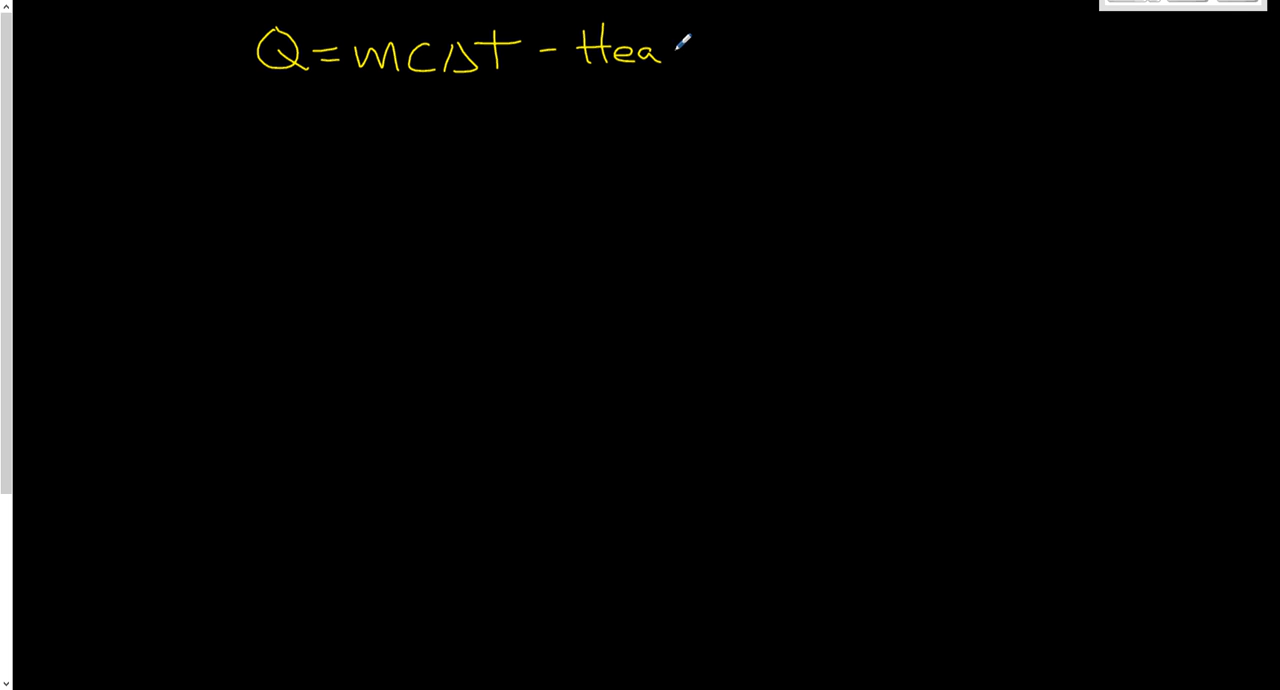 Q = mcΔT - Hea